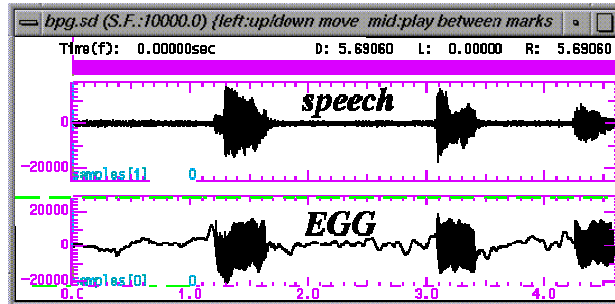 bpg.sd (S.F.:10000.0) {left:up/down move mid:play between marks
Time(f): 0.00000sec D: 5.69060 L: 0.00000 R: 5.69060
speech
0
-20000
samples[1] 0
20000
EGG
0
-20000
samples[0] 0
0.0 1.0 2.0 3.0 4.0